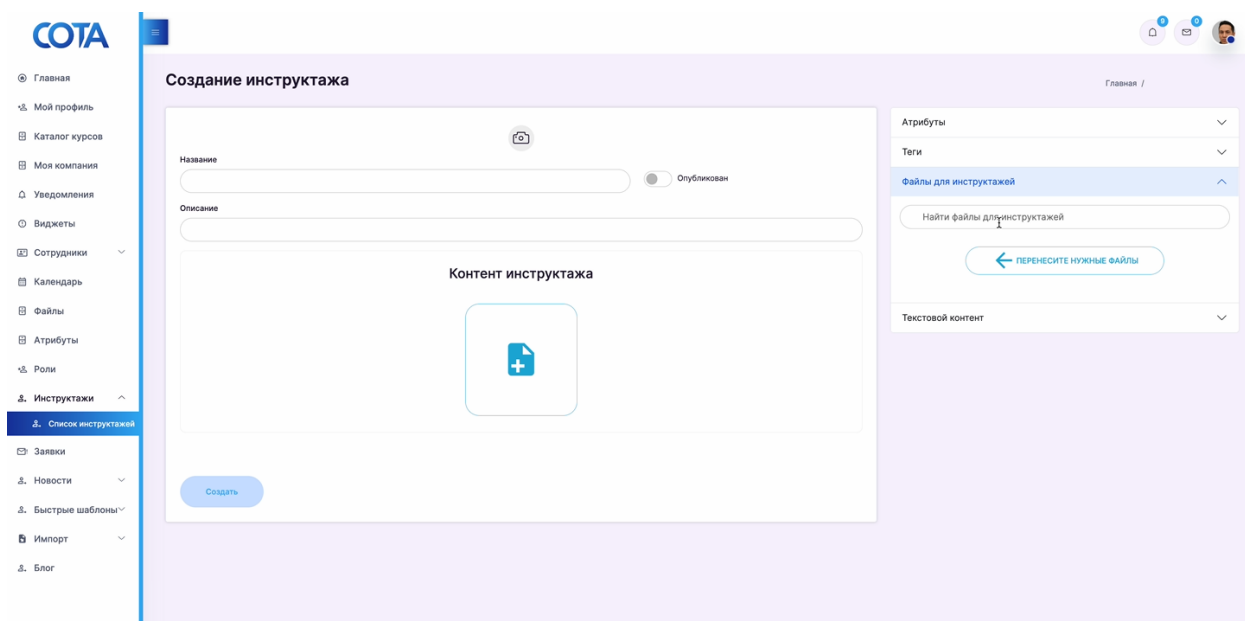 СОТА
9
0
Главная
Мой профиль
Каталог курсов
Моя компания
Уведомления
Виджеты
Сотрудники
Календарь
Файлы
Атрибуты
Роли
Инструктажи
Список инструктажей
Заявки
Новости
Быстрые шаблоны
Импорт
Блог
Создание инструктажа
Главная /
Название
Опубликован
Описание
Контент инструктажа
Создать
Атрибуты
Теги
Файлы для инструктажей
Найти файлы для инструктажей
ПЕРЕНЕСИТЕ НУЖНЫЕ ФАЙЛЫ
Текстовой контент